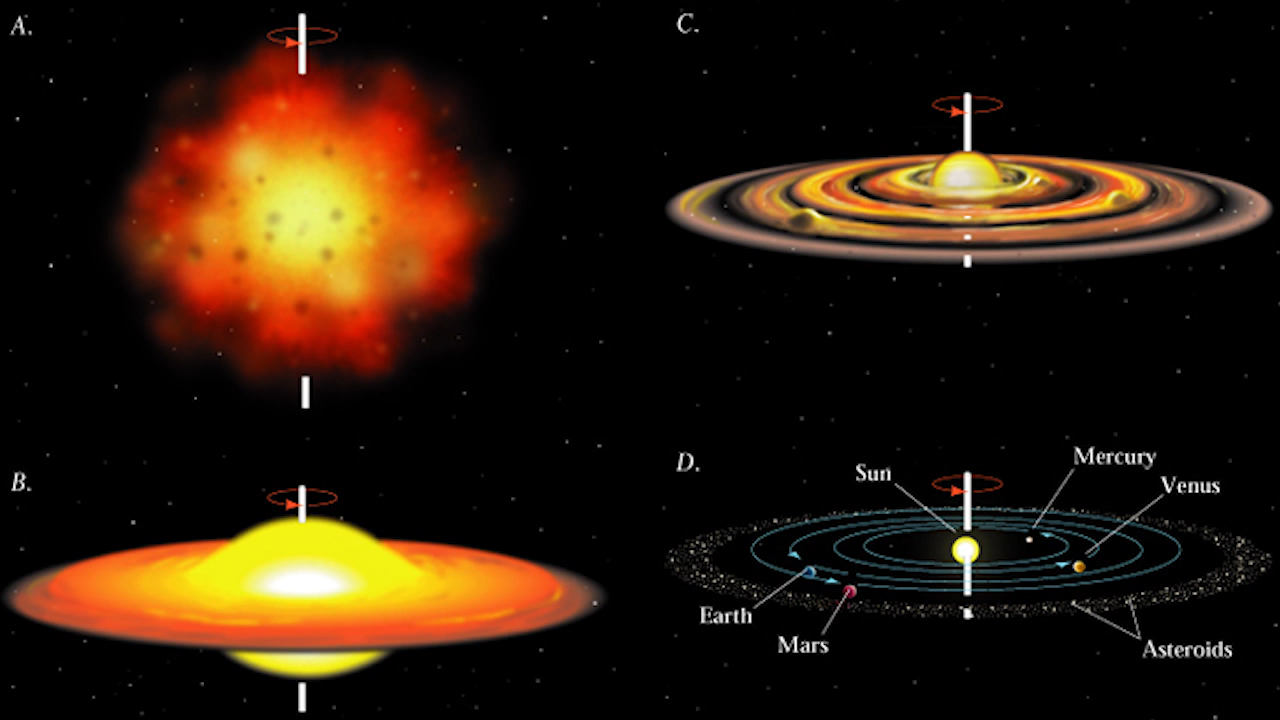 A.
C.
B.
D.
Sun
Mercury
Venus
Earth
Mars
Asteroids